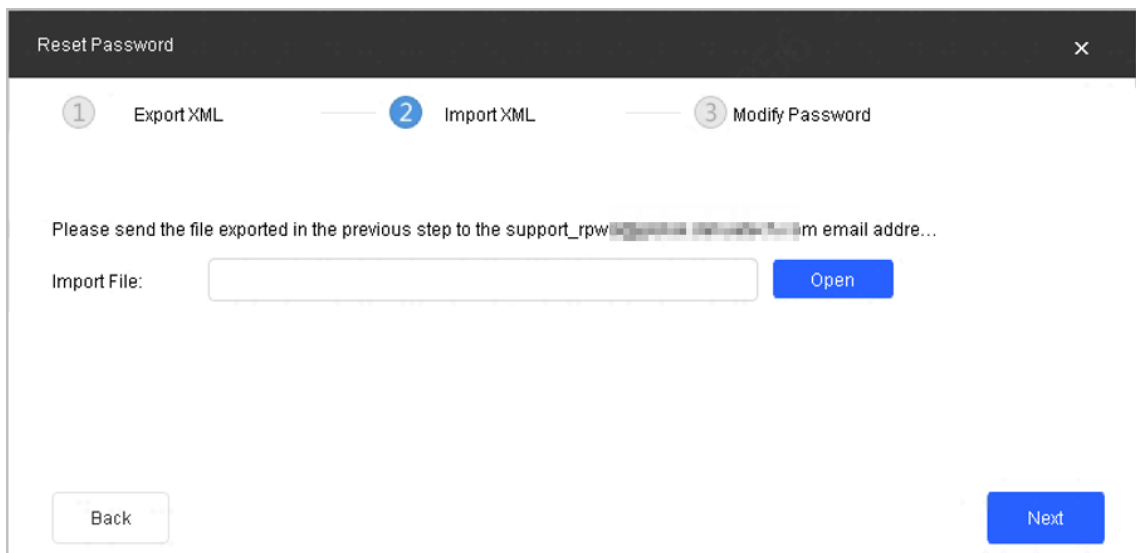 Reset Password
1 Export XML 2 Import XML 3 Modify Password
Please send the file exported in the previous step to the support_rpw m email addre...
Import File: Open
Back Next